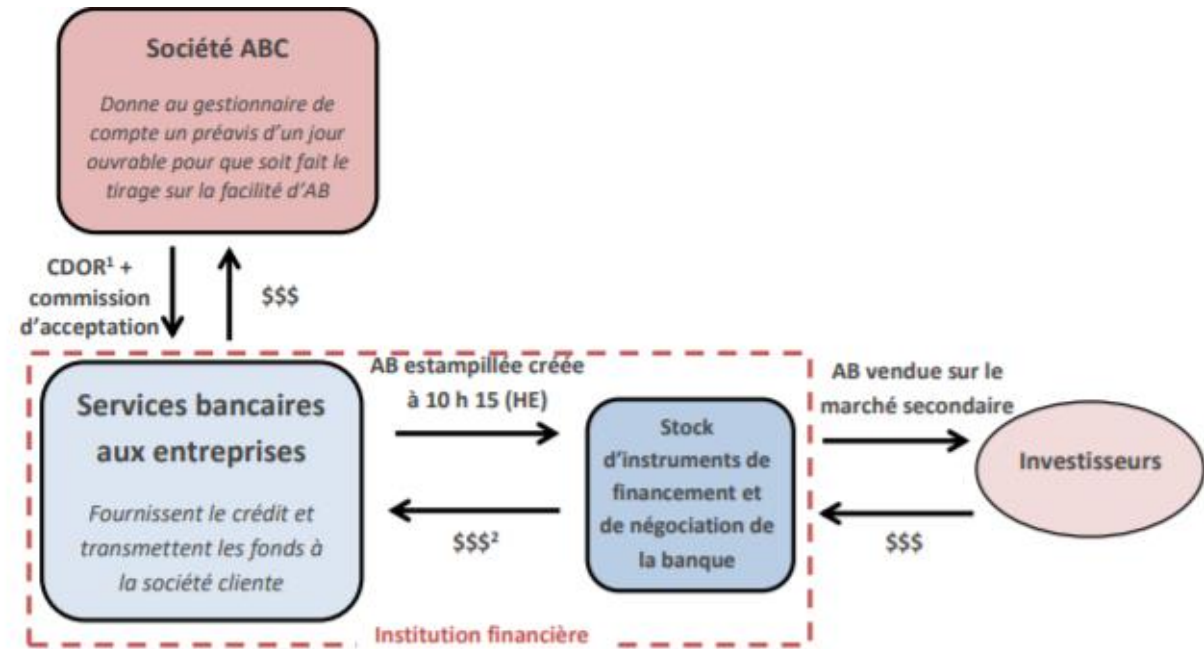 Société ABC
Donne au gestionnaire de
compte un préavis d'un jour
ouvrable pour que soit fait le
tirage sur la facilité d'AB
CDOR¹ +
commission
d'acceptation
$$$
Services bancaires
aux entreprises
Fournissent le crédit et
transmettent les fonds à
la société cliente
AB estampillée créée
à 10 h 15 (HE)
$$$²
Stock
d'instruments de
financement et
de négociation de
la banque
AB vendue sur le
marché secondaire
$$$
Investisseurs
Institution financière